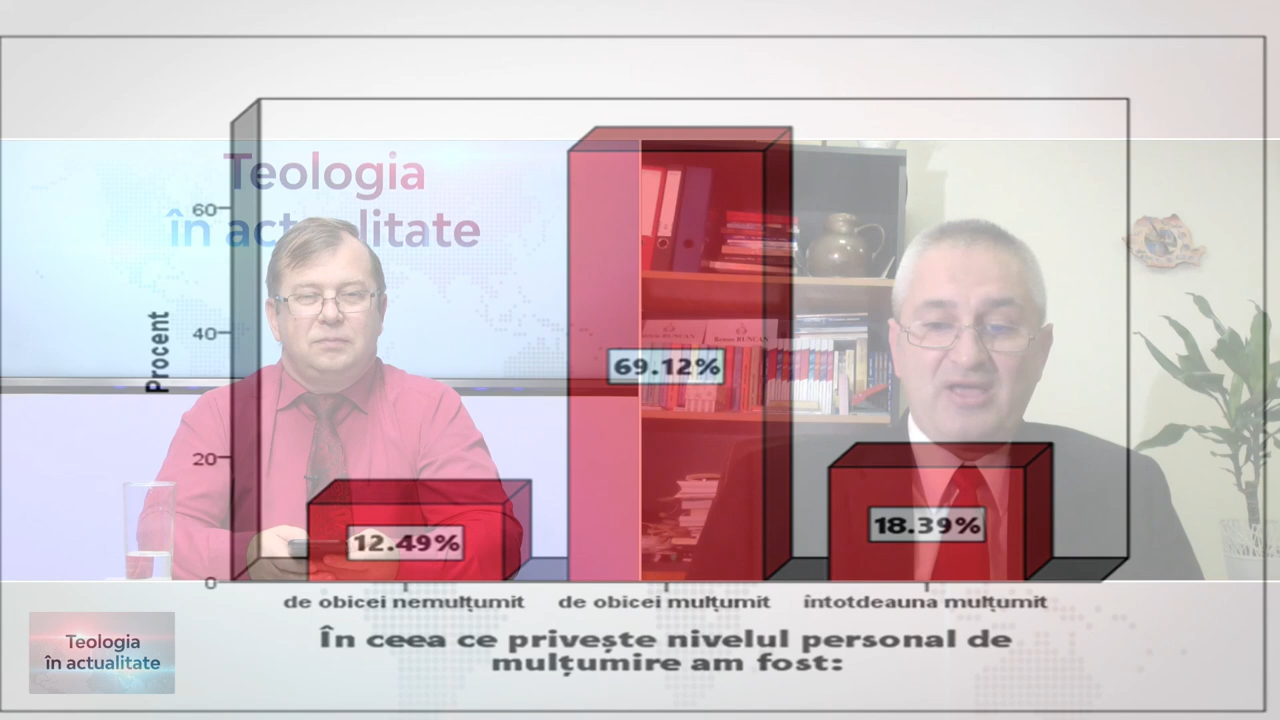 Teologia
în actualitate
60
40
20
0
Procent
69.12%
12.49%
18.39%
de obicei nemulțumit
de obicei mulțumit
întotdeauna mulțumit
În ceea ce privește nivelul personal de
mulțumire am fost:
Teologia
în actualitate